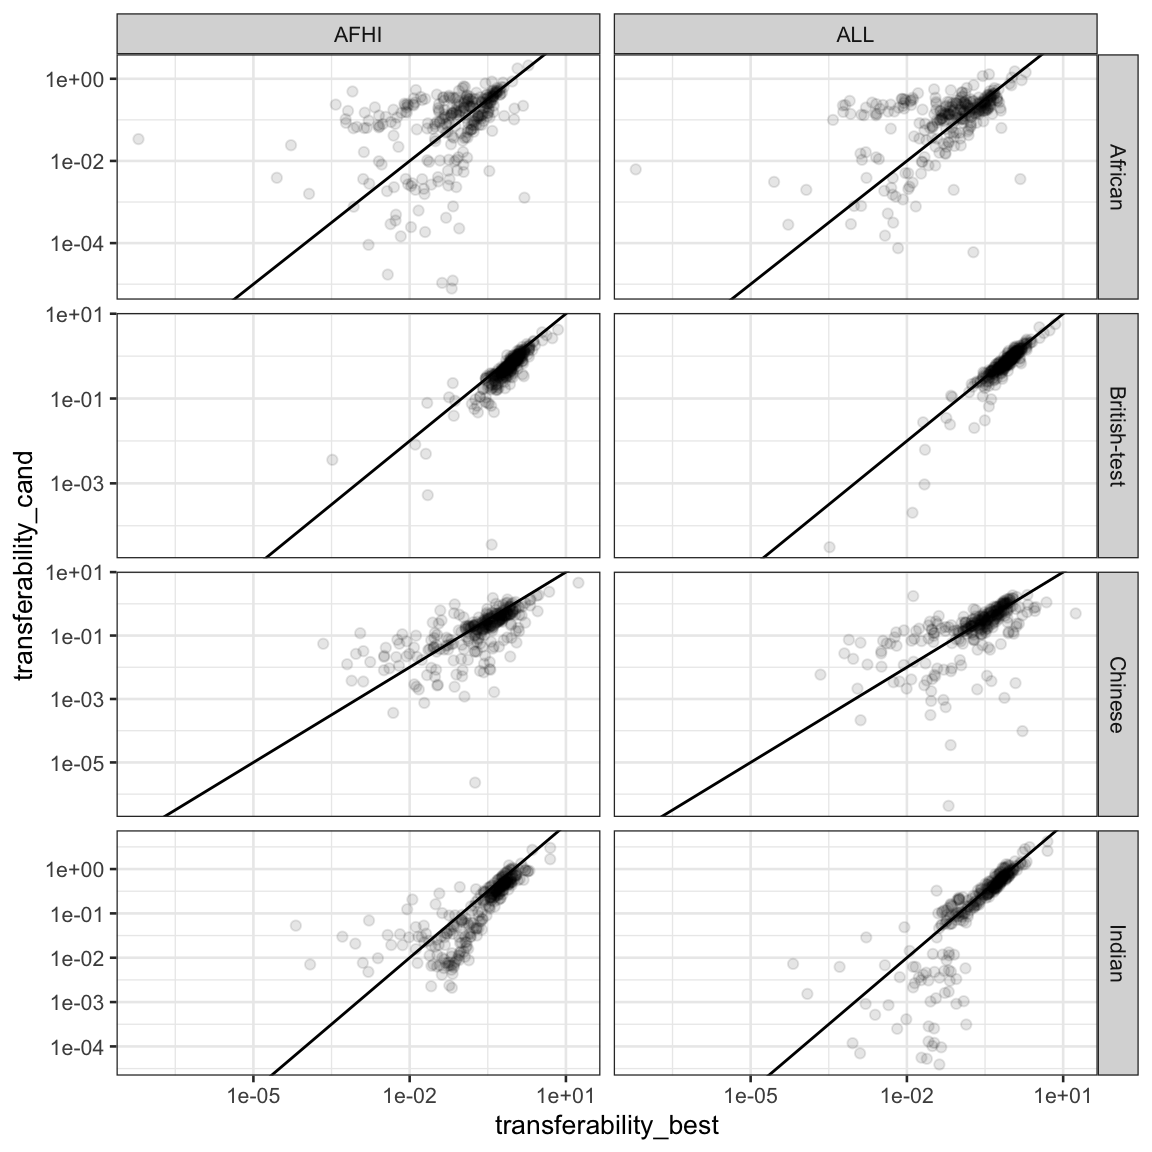 AFHI
ALL
1e+00
1e-02
1e-04
African
1e+01
1e-01
1e-03
British-test
1e+01
1e-01
1e-03
1e-05
Chinese
1e+00
1e-01
1e-02
1e-03
1e-04
Indian
transferability_cand
1e-05
1e-02
1e+01
1e-05
1e-02
1e+01
transferability_best